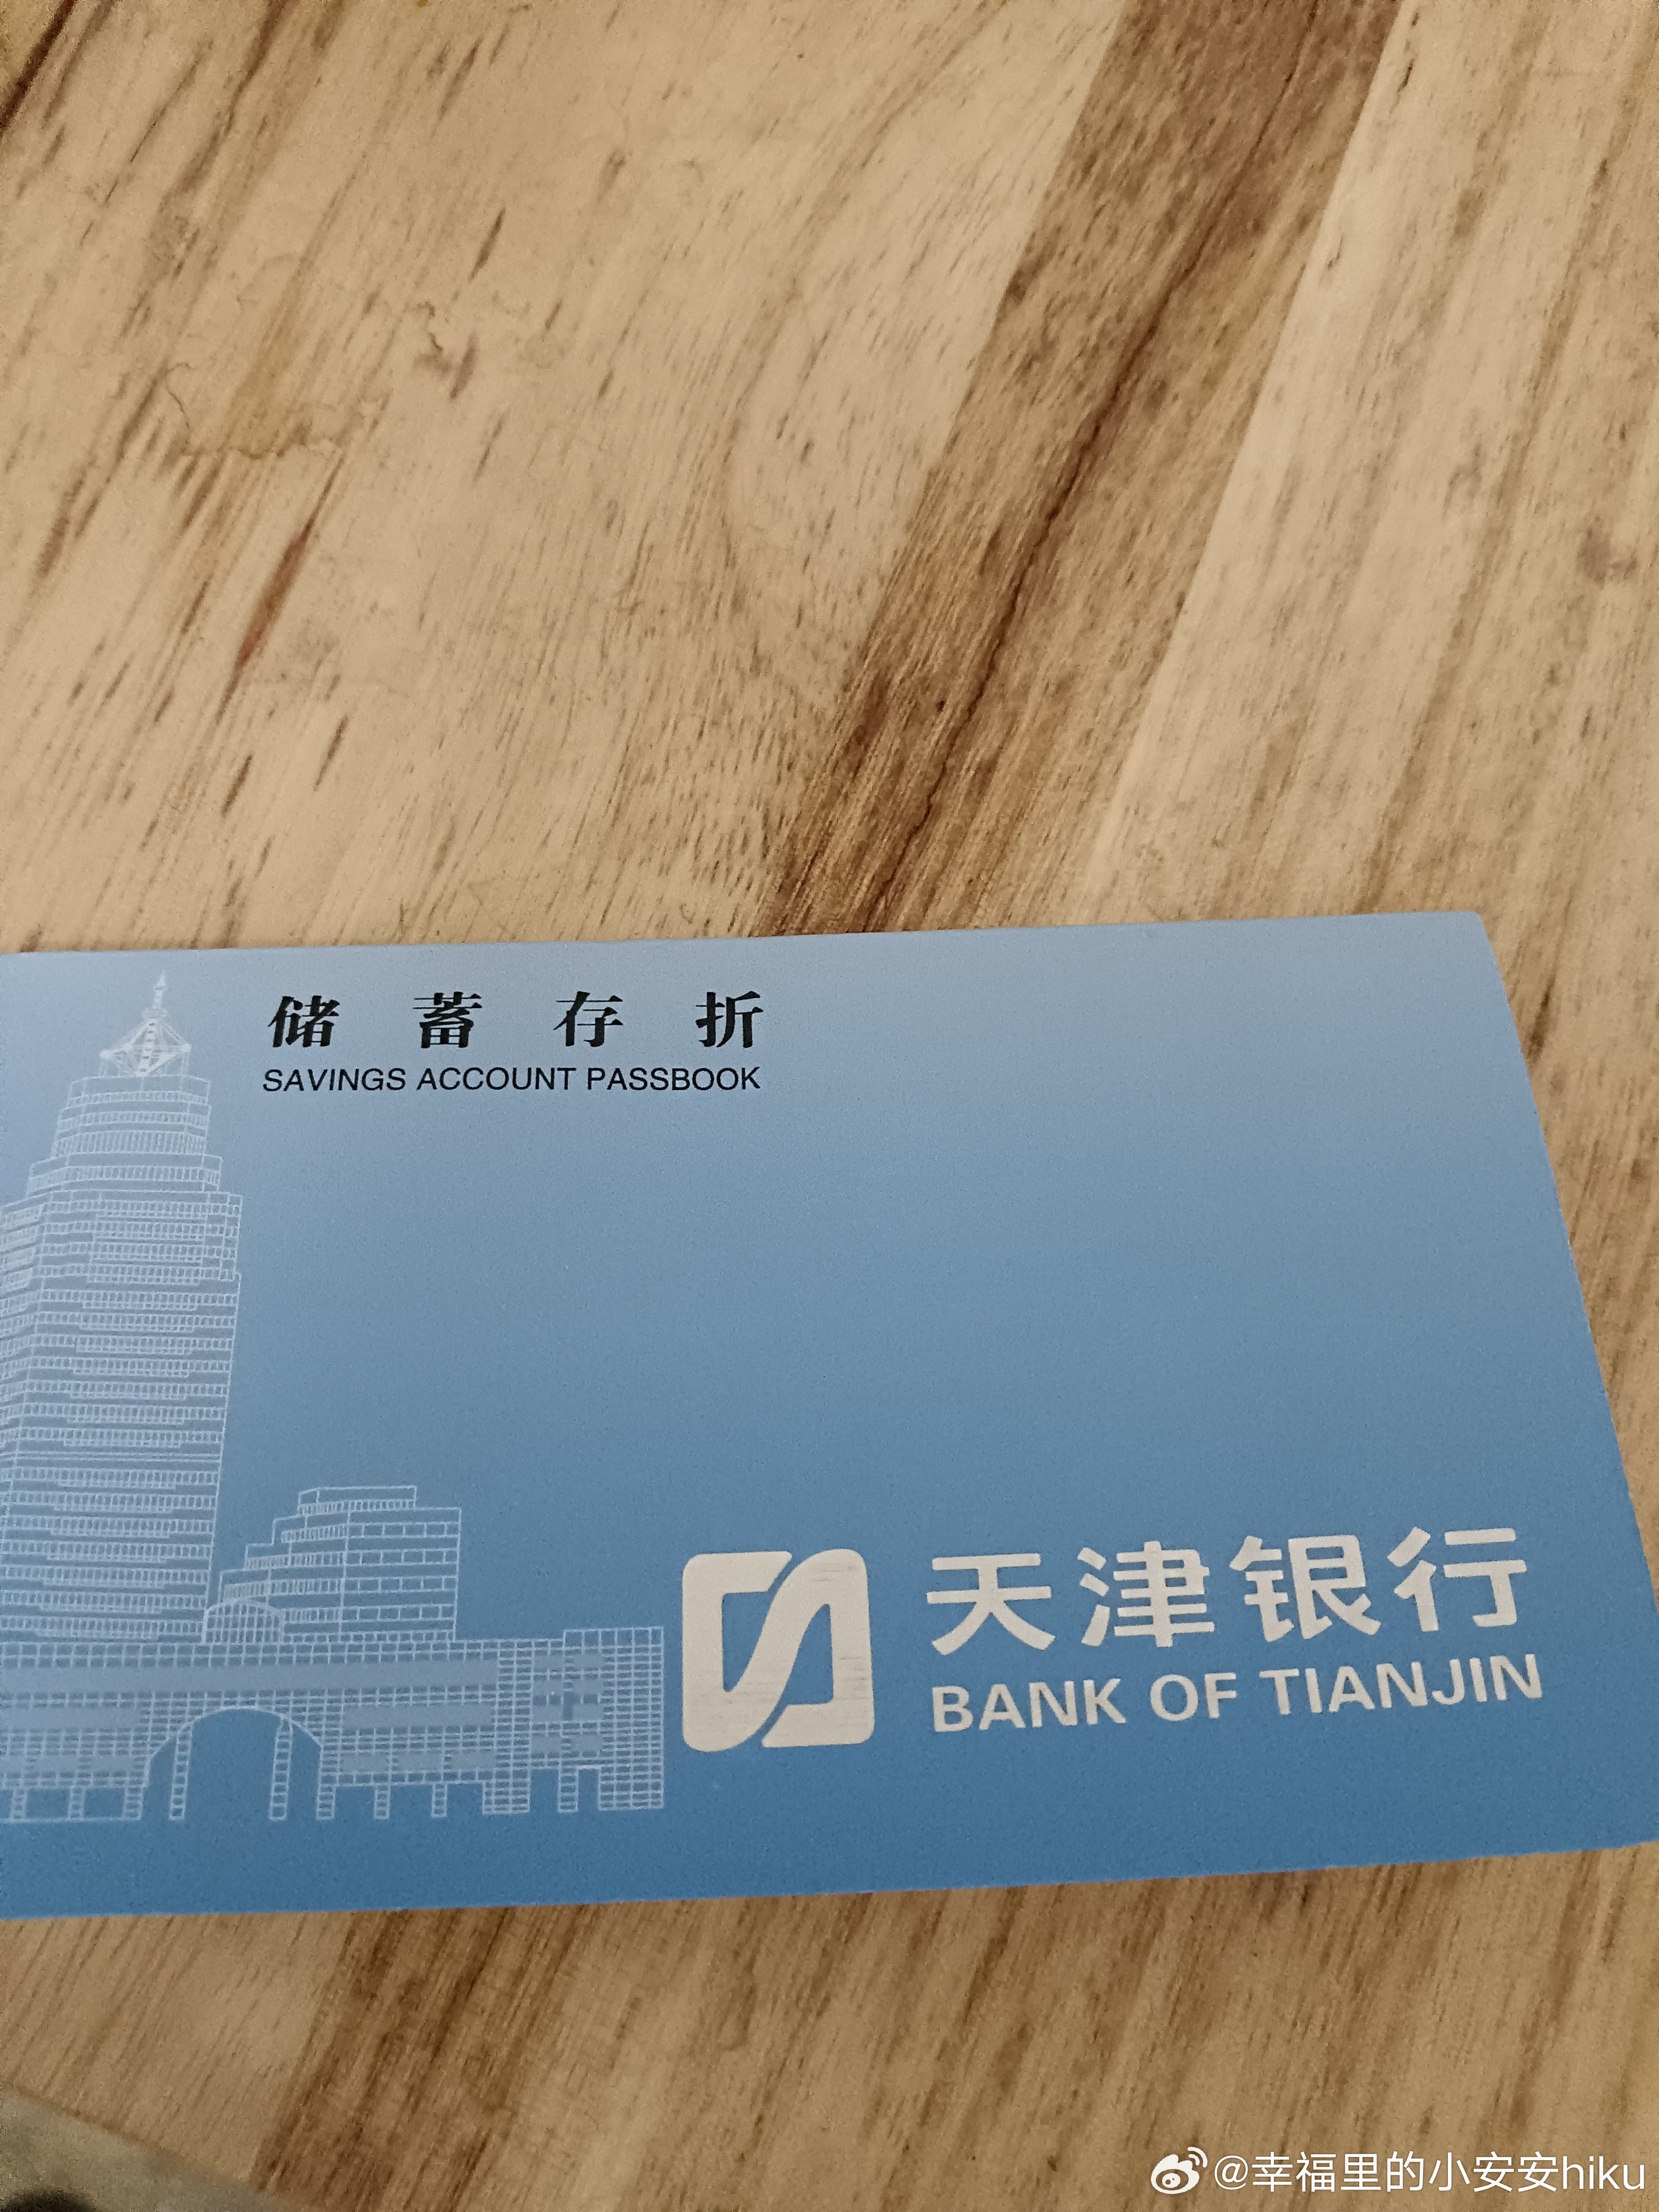 储蓄存折
SAVINGS ACCOUNT PASSBOOK
天津银行
BANK OF TIANJIN
@幸福里的小安安hiku